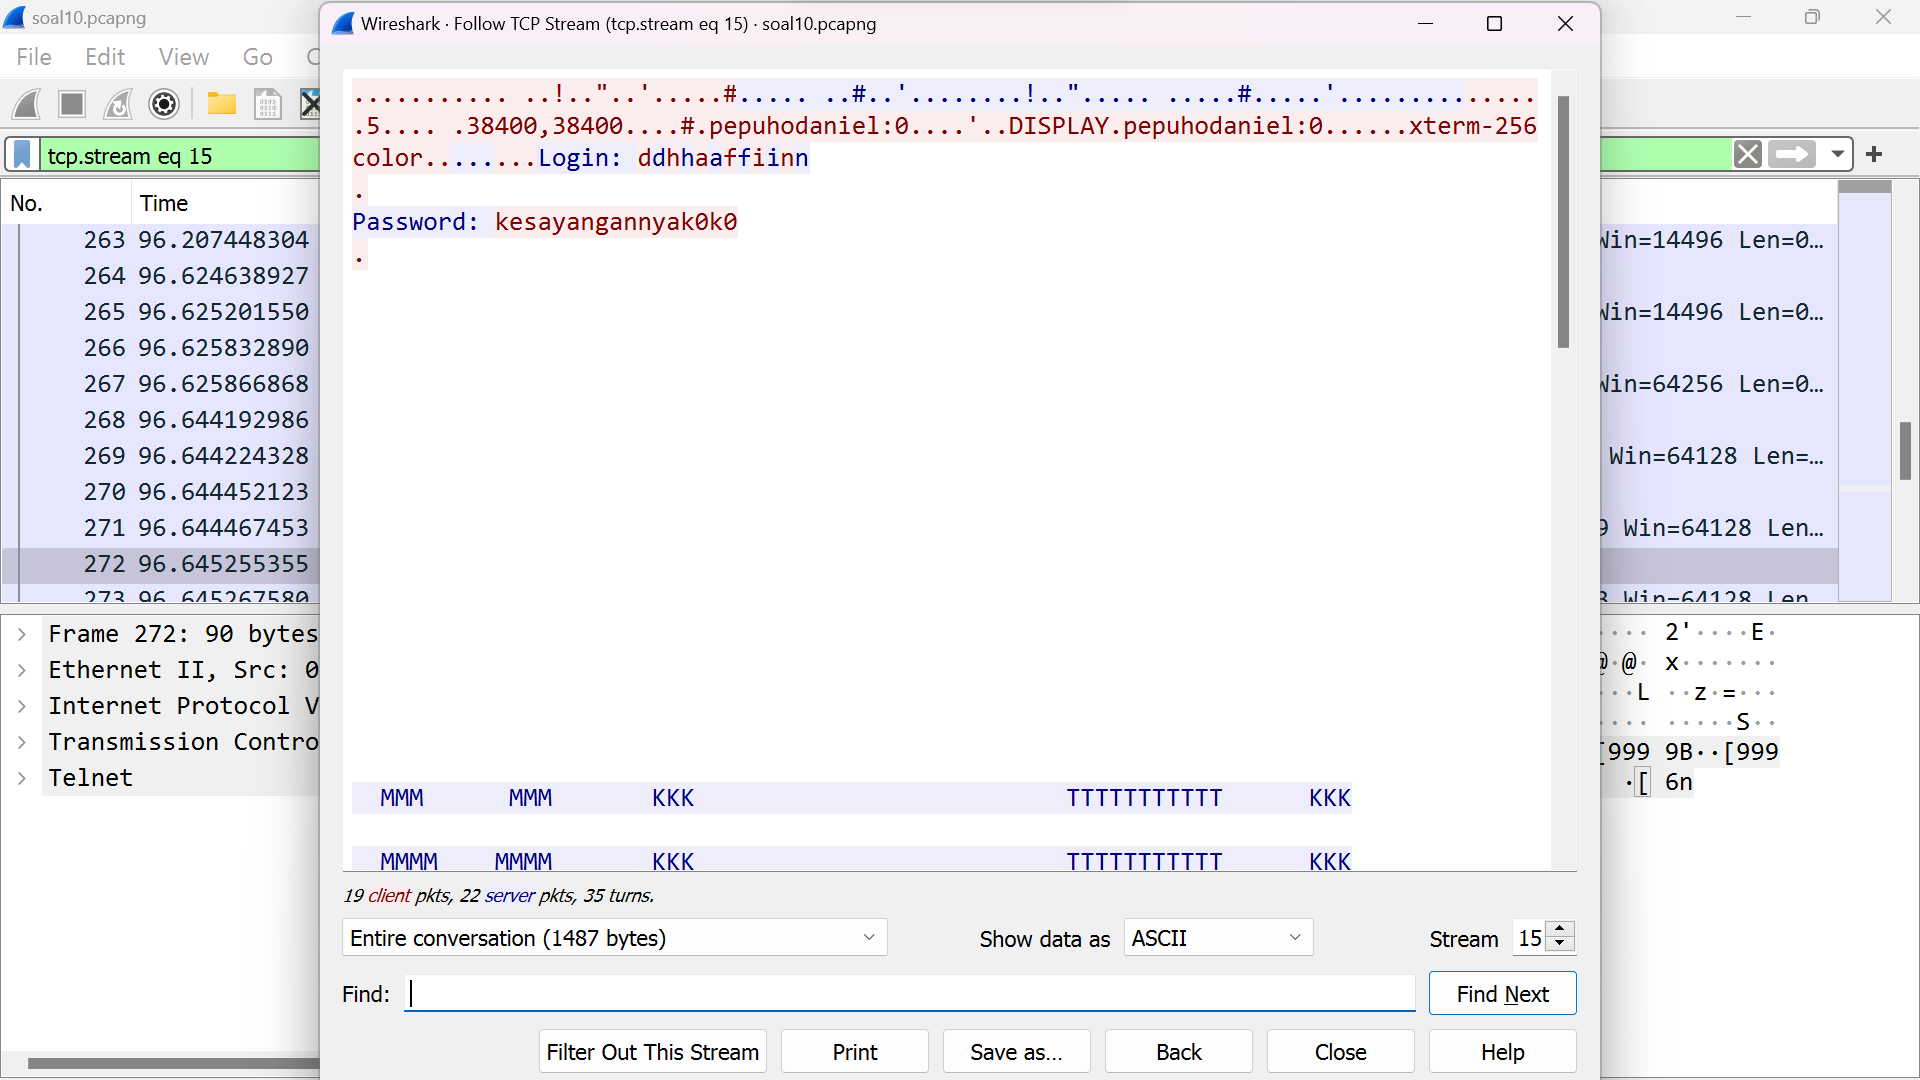 soal10.pcapng
Wireshark · Follow TCP Stream (tcp.stream eq 15) · soal10.pcapng
File Edit View Go
tcp.stream eq 15
No. Time
263 96.207448304
264 96.624638927
265 96.625201550
266 96.625832890
267 96.625866868
268 96.644192986
269 96.644224328
270 96.644452123
271 96.644467453
272 96.645255355
273 96.645267580
Frame 272: 90 bytes
Ethernet II, Src: 0
Internet Protocol V
Transmission Contro
Telnet
........... ..!.."..'.....#..... ..#..'........!.."..... .....#.....'..............
.5.... .38400,38400....#.pepuhodaniel:0....'..DISPLAY.pepuhodaniel:0......xterm-256
color........Login: ddhhaaffiinn
.
Password: kesayangannyak0k0
.
MMM MMM KKK TTTTTTTTTTT KKK
MMMM MMMM KKK TTTTTTTTTTT KKK
19 client pkts, 22 server pkts, 35 turns.
Entire conversation (1487 bytes)
Show data as ASCII
Stream 15
Find:
Find Next
Filter Out This Stream
Print
Save as...
Back
Close
Help
Win=14496 Len=0…
Win=14496 Len=0…
Win=64256 Len=0…
Win=64128 Len=…
9 Win=64128 Len…
3 Win=64128 Len
···· 2'····E·
@·@· x·······
···L ··z·=···
···· ·····S··
[999 9B··[999
·[ 6n